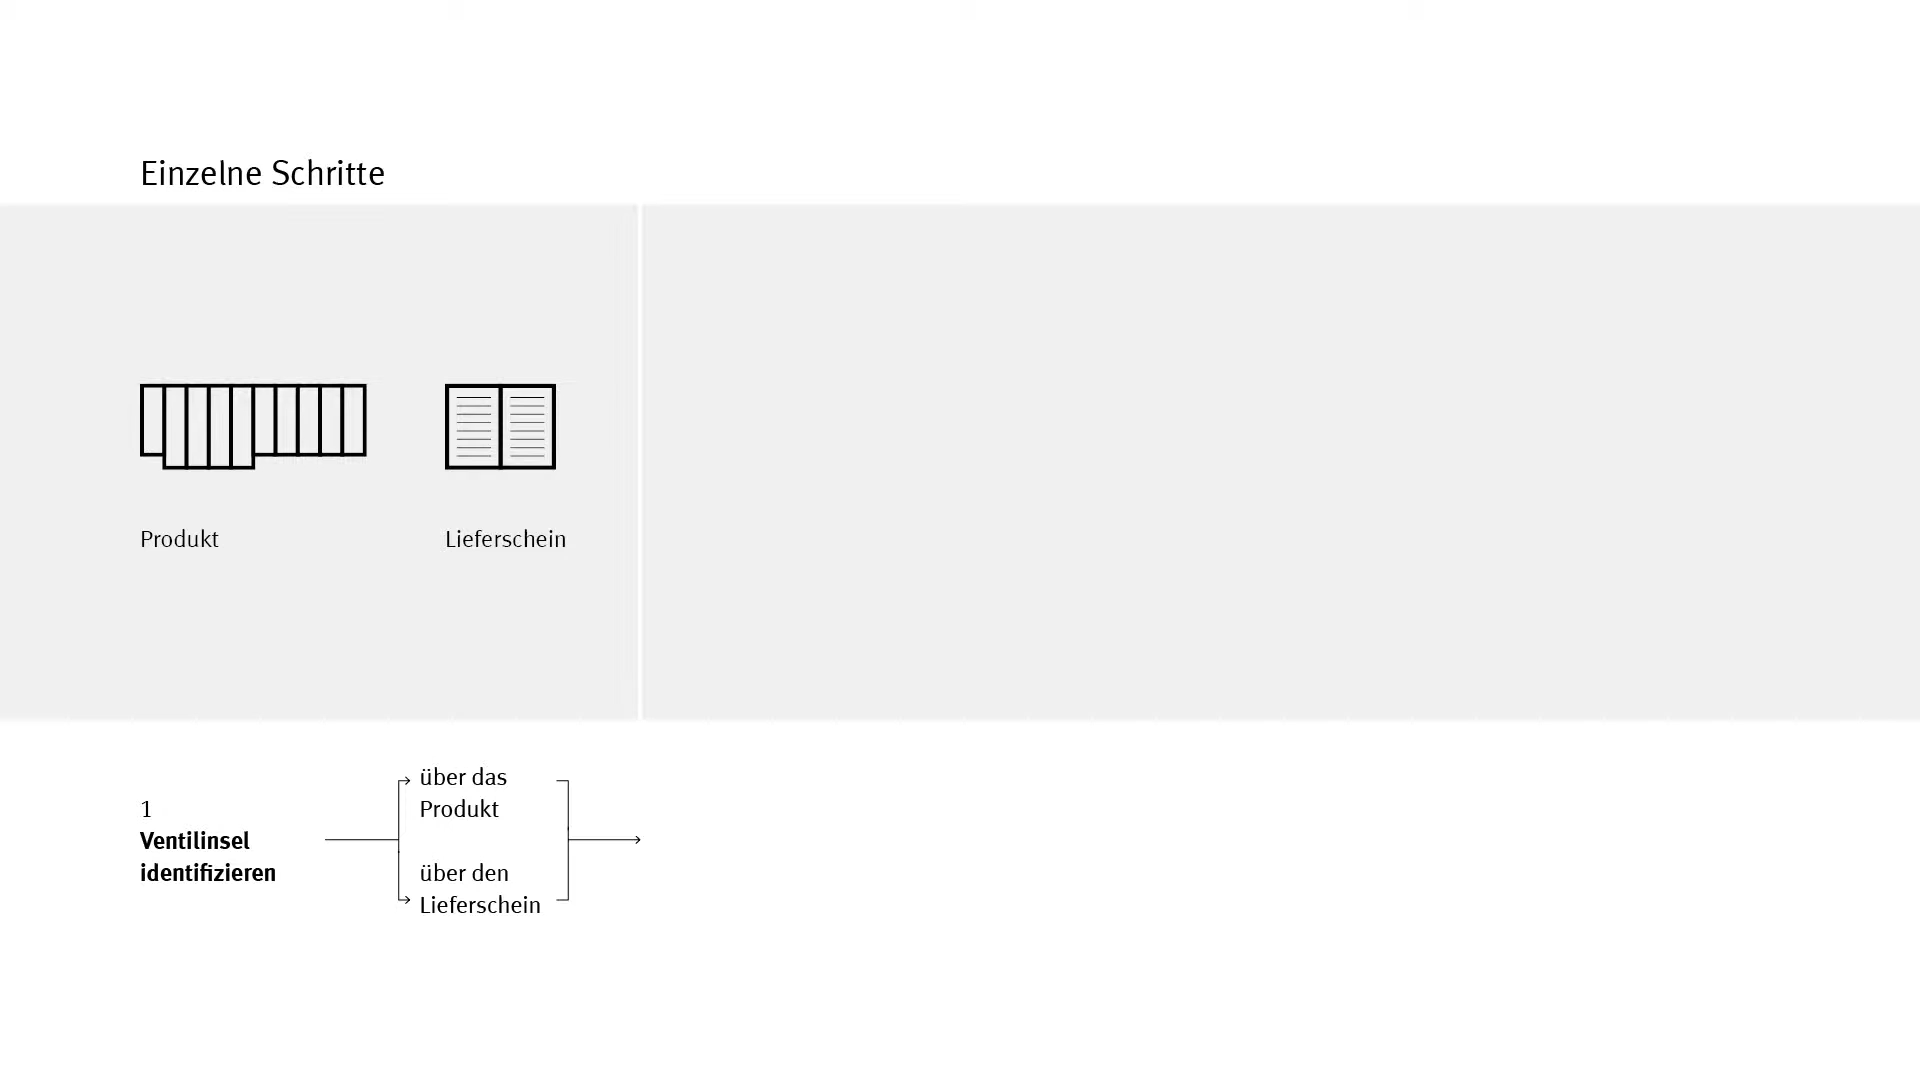 Einzelne Schritte
Produkt
Lieferschein
1
Ventilinsel
identifizieren
über das
Produkt
über den
Lieferschein